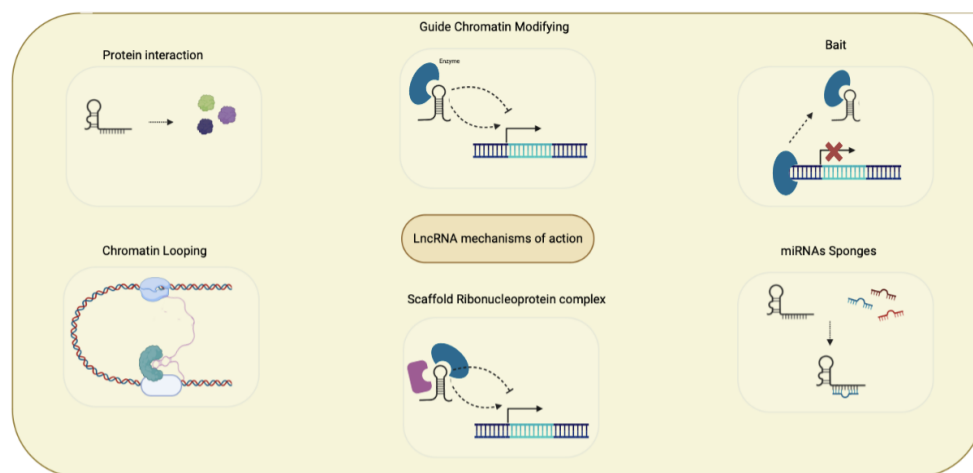 Protein interaction
Guide Chromatin Modifying
Enzyme
Bait
Chromatin Looping
LncRNA mechanisms of action
Scaffold Ribonucleoprotein complex
miRNAs Sponges